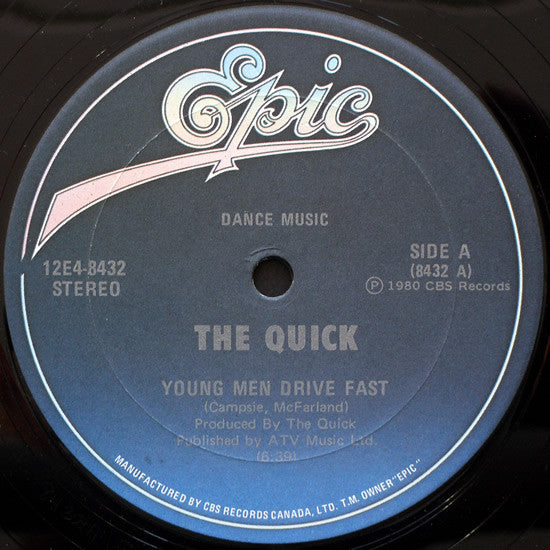 Epic
DANCE MUSIC
12E4-8432
STEREO
SIDE A
(8432 A)
Ⓟ 1980 CBS Records
THE QUICK
YOUNG MEN DRIVE FAST
(Campsie, McFarland)
Produced By The Quick
Published by ATV Music Ltd.
(6:39)
MANUFACTURED BY CBS RECORDS CANADA, LTD. T.M. OWNER "EPIC"